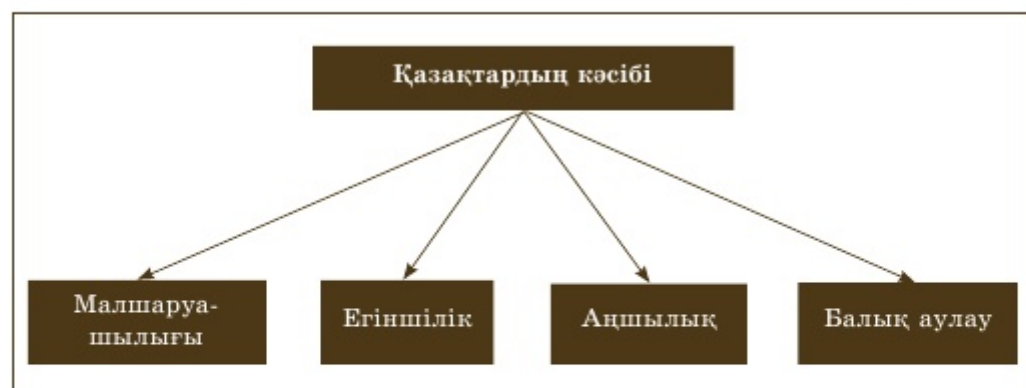 Қазақтардың кәсібі
Малшаруа-
шылығы
Егіншілік
Аңшылық
Балық аулау